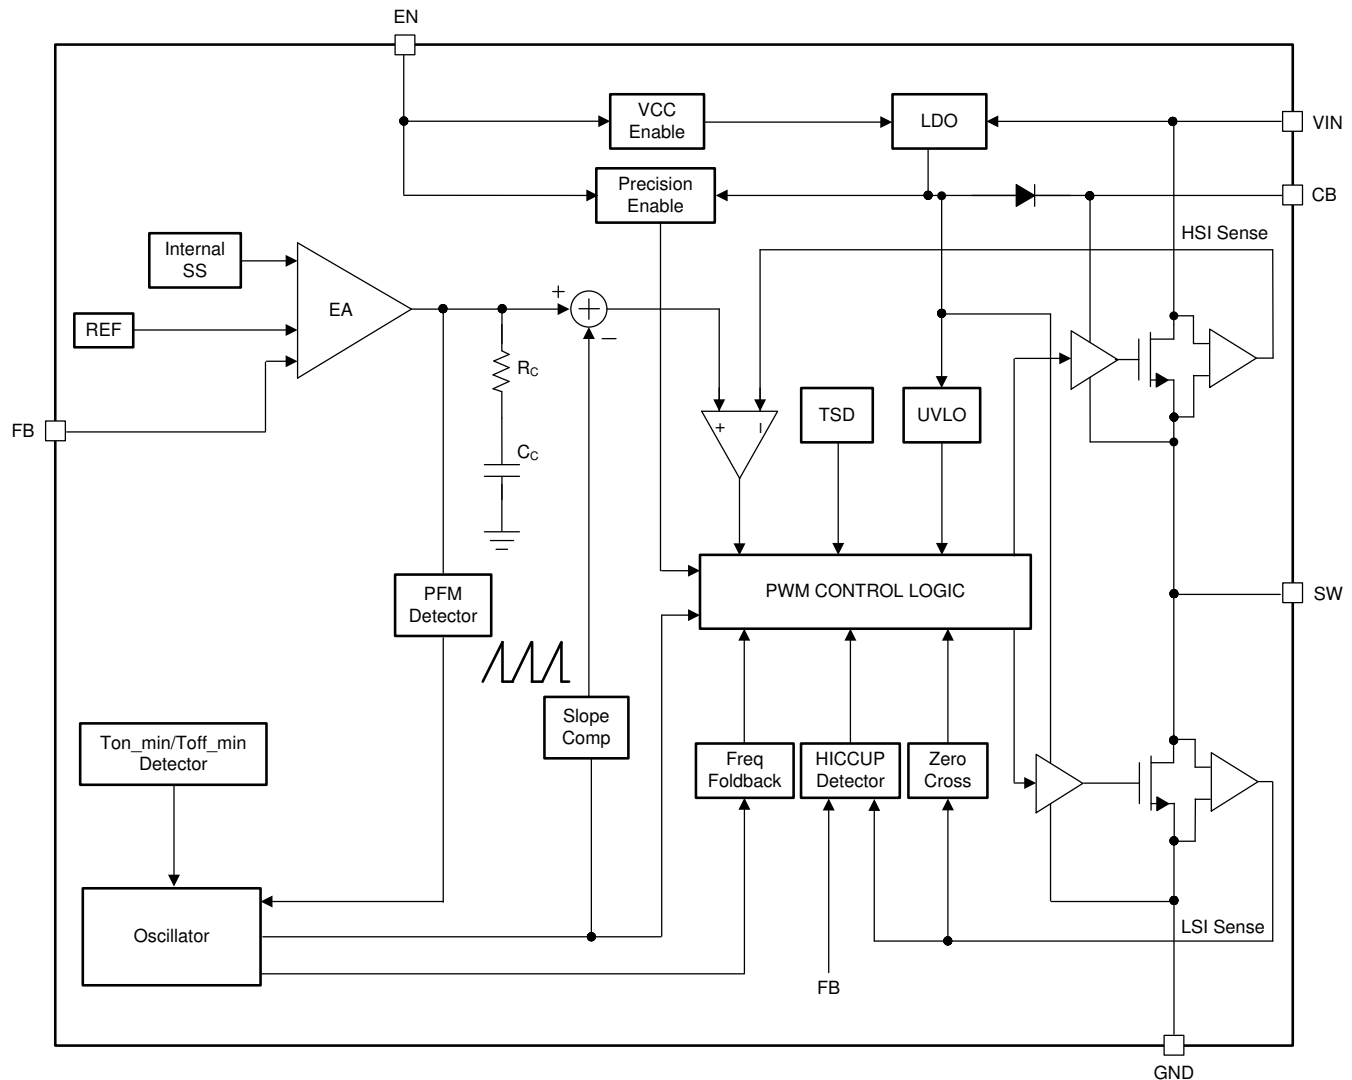 EN
VCC
Enable
LDO
VIN
Precision
Enable
CB
HSI Sense
Internal
SS
EA
+
+
−
REF
RC
FB
+
−
TSD
UVLO
CC
PFM
Detector
PWM CONTROL LOGIC
SW
Slope
Comp
Ton_min/Toff_min
Detector
Freq
Foldback
HICCUP
Detector
Zero
Cross
Oscillator
LSI Sense
FB
GND